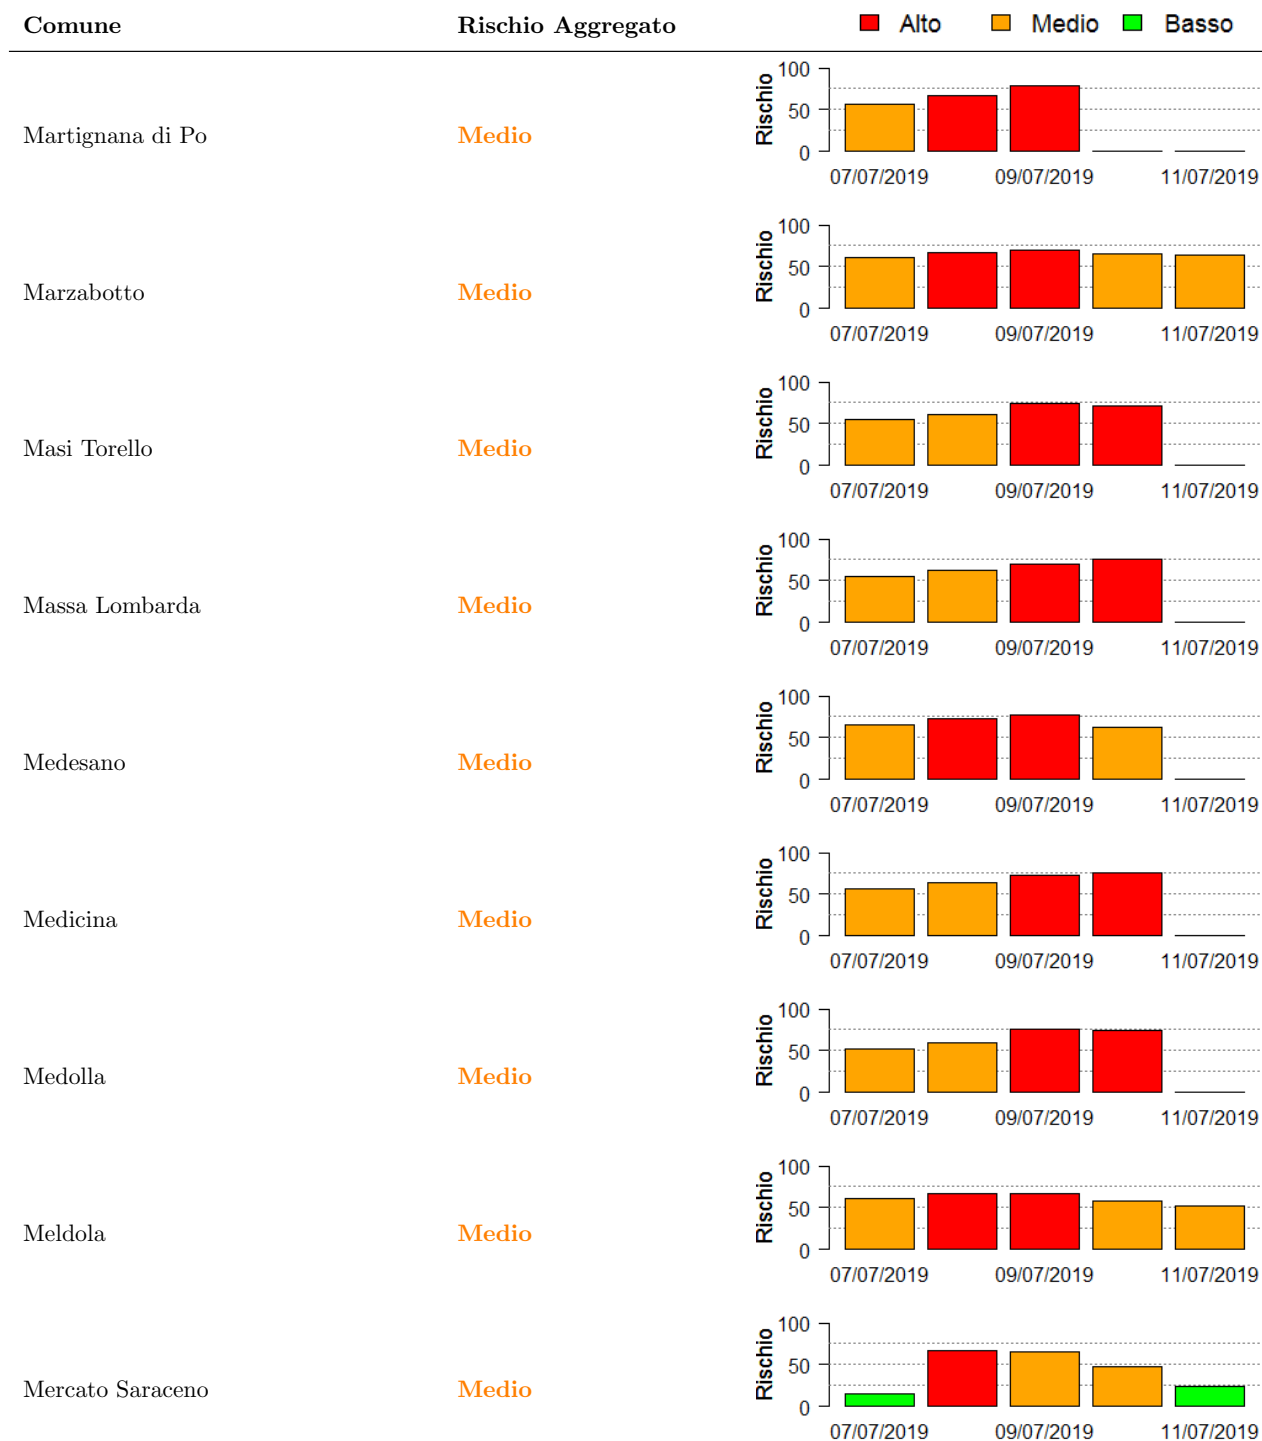 Comune Rischio Aggregato Alto Medio Basso
Martignana di Po Medio Rischio 100 50 0
07/07/2019 09/07/2019 11/07/2019
Marzabotto Medio Rischio 100 50 0
07/07/2019 09/07/2019 11/07/2019
Masi Torello Medio Rischio 100 50 0
07/07/2019 09/07/2019 11/07/2019
Massa Lombarda Medio Rischio 100 50 0
07/07/2019 09/07/2019 11/07/2019
Medesano Medio Rischio 100 50 0
07/07/2019 09/07/2019 11/07/2019
Medicina Medio Rischio 100 50 0
07/07/2019 09/07/2019 11/07/2019
Medolla Medio Rischio 100 50 0
07/07/2019 09/07/2019 11/07/2019
Meldola Medio Rischio 100 50 0
07/07/2019 09/07/2019 11/07/2019
Mercato Saraceno Medio Rischio 100 50 0
07/07/2019 09/07/2019 11/07/2019